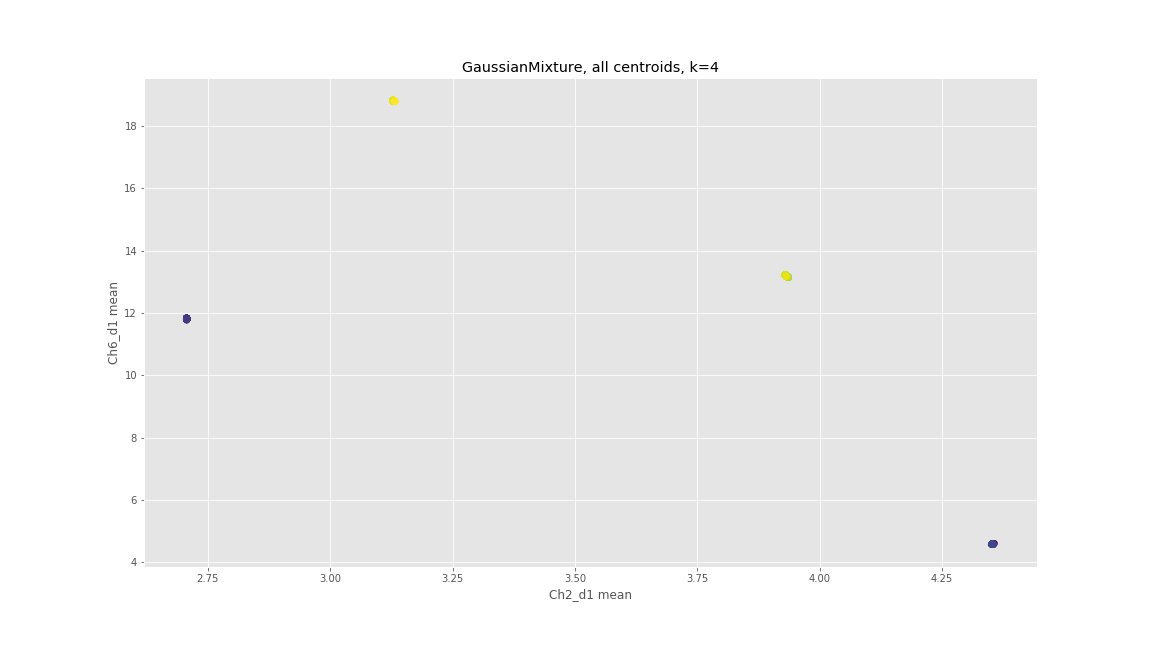 GaussianMixture, all centroids, k=4
18
16
14
12
10
8
6
4
Ch6_d1 mean
2.75 3.00 3.25 3.50 3.75 4.00 4.25
Ch2_d1 mean